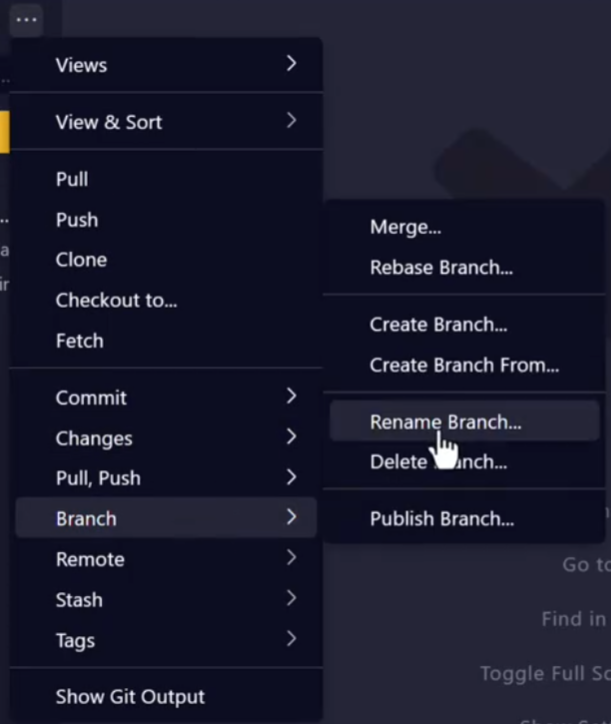 ...
Views
View & Sort
Pull
Push
Clone
Checkout to...
Fetch
Commit
Changes
Pull, Push
Branch
Remote
Stash
Tags
Show Git Output
Merge...
Rebase Branch...
Create Branch...
Create Branch From...
Rename Branch...
Delete Branch...
Publish Branch...
Go to
Find in
Toggle Full Sc